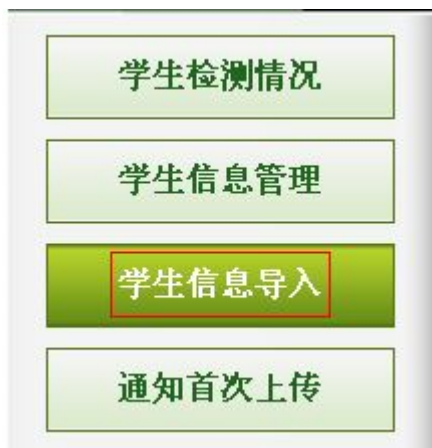 学生检测情况
学生信息管理
学生信息导入
通知首次上传